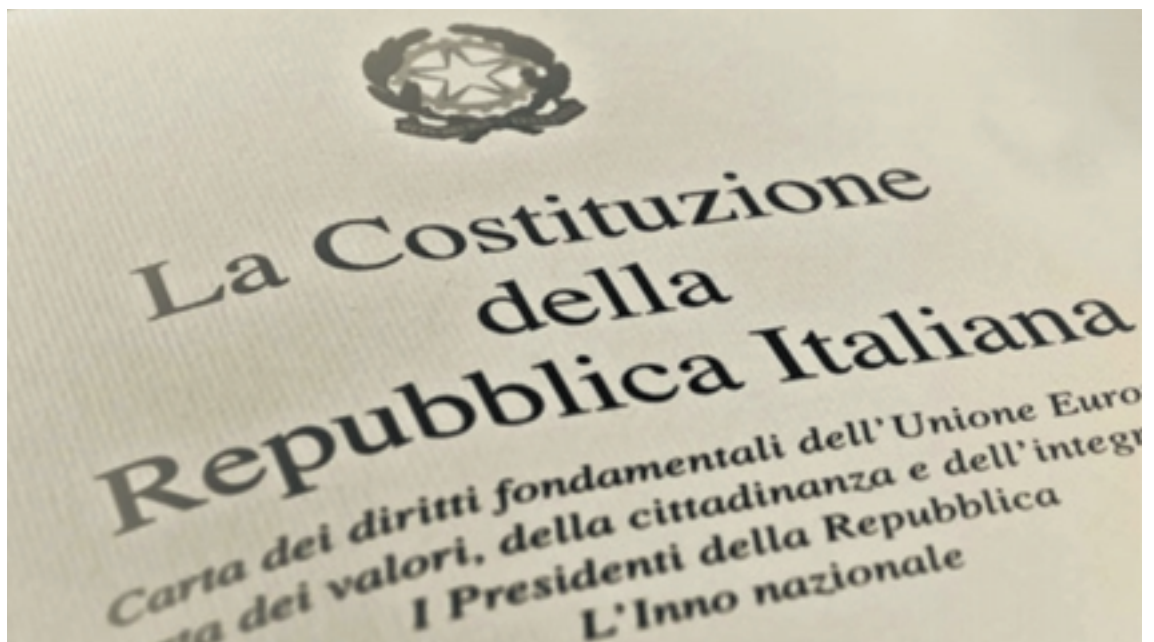 La Costituzione
della
Repubblica Italiana
Carta dei diritti fondamentali dell'Unione Euro
dei valori, della cittadinanza e dell'integr
I Presidenti della Repubblica
L'Inno nazionale